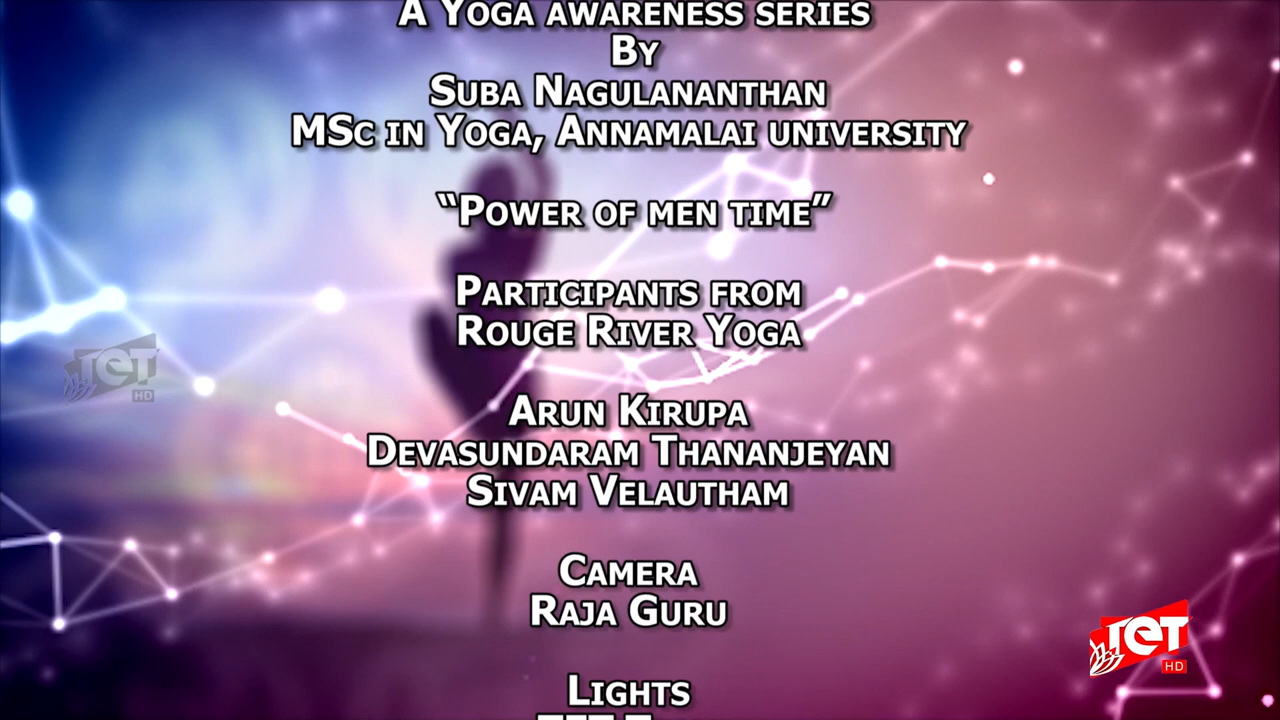 A Yoga awareness series
By
Suba Nagulananthan
MSc in Yoga, Annamalai university
“Power of men time”
Participants from
Rouge River Yoga
Arun Kirupa
Devasundaram Thananjeyan
Sivam Velautham
Camera
Raja Guru
Lights
TET HD
TET HD